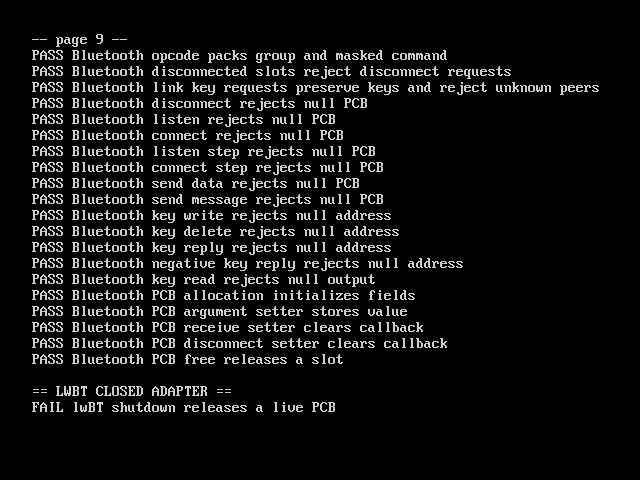 -- page 9 --
PASS Bluetooth opcode packs group and masked command
PASS Bluetooth disconnected slots reject disconnect requests
PASS Bluetooth link key requests preserve keys and reject unknown peers
PASS Bluetooth disconnect rejects null PCB
PASS Bluetooth listen rejects null PCB
PASS Bluetooth connect rejects null PCB
PASS Bluetooth listen step rejects null PCB
PASS Bluetooth connect step rejects null PCB
PASS Bluetooth send data rejects null PCB
PASS Bluetooth send message rejects null PCB
PASS Bluetooth key write rejects null address
PASS Bluetooth key delete rejects null address
PASS Bluetooth key reply rejects null address
PASS Bluetooth negative key reply rejects null address
PASS Bluetooth key read rejects null output
PASS Bluetooth PCB allocation initializes fields
PASS Bluetooth PCB argument setter stores value
PASS Bluetooth PCB receive setter clears callback
PASS Bluetooth PCB disconnect setter clears callback
PASS Bluetooth PCB free releases a slot
== LWBT CLOSED ADAPTER ==
FAIL lwBT shutdown releases a live PCB